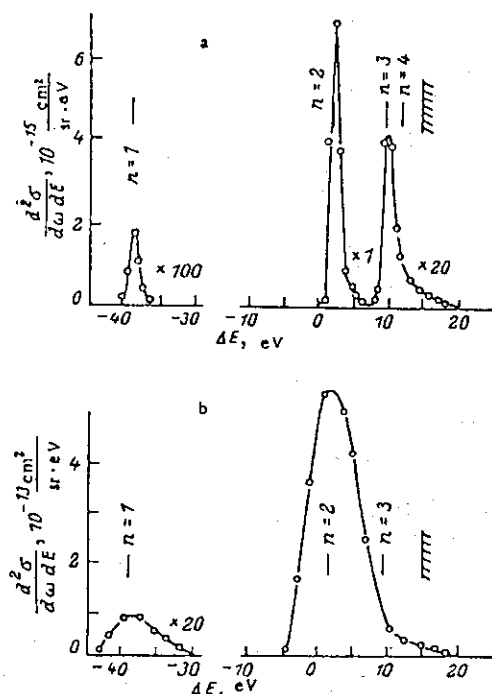 a
d²σ / dω dE, 10⁻¹⁵ cm² / sr·eV
6
4
2
0
n=1
×100
n=2
×1
n=3
n=4
×20
-40 -30 0 10 20
ΔE, eV
b
d²σ / dω dE, 10⁻¹³ cm² / sr·eV
4
2
0
n=1
×20
n=2
n=3
-40 -30 -10 0 10 20
ΔE, eV